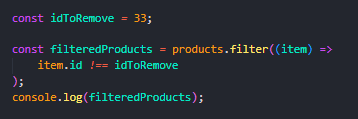 const idToRemove = 33;
const filteredProducts = products.filter((item) =>
item.id !== idToRemove
);
console.log(filteredProducts);